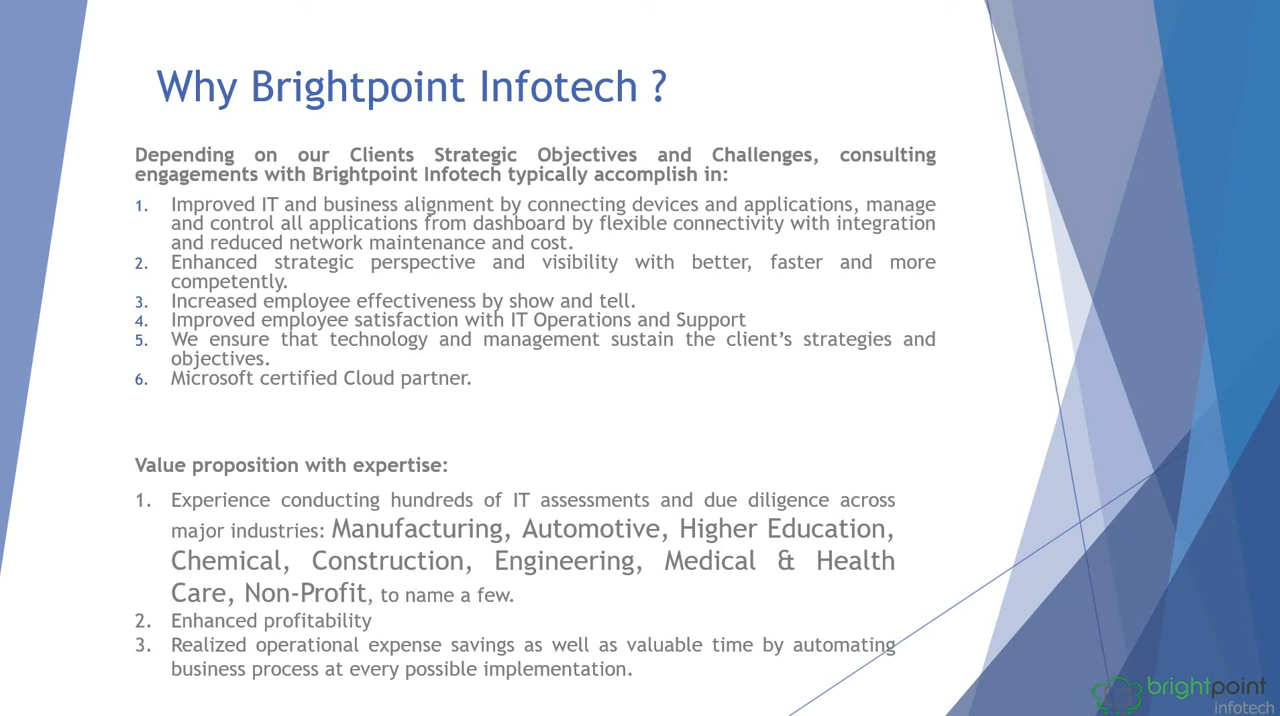 Why Brightpoint Infotech ?
Depending on our Clients Strategic Objectives and Challenges, consulting
engagements with Brightpoint Infotech typically accomplish in:
1. Improved IT and business alignment by connecting devices and applications, manage
and control all applications from dashboard by flexible connectivity with integration
and reduced network maintenance and cost.
2. Enhanced strategic perspective and visibility with better, faster and more
competently.
3. Increased employee effectiveness by show and tell.
4. Improved employee satisfaction with IT Operations and Support
5. We ensure that technology and management sustain the client’s strategies and
objectives.
6. Microsoft certified Cloud partner.
Value proposition with expertise:
1. Experience conducting hundreds of IT assessments and due diligence across
major industries: Manufacturing, Automotive, Higher Education,
Chemical, Construction, Engineering, Medical & Health
Care, Non-Profit, to name a few.
2. Enhanced profitability
3. Realized operational expense savings as well as valuable time by automating
business process at every possible implementation.
brightpoint
infotech